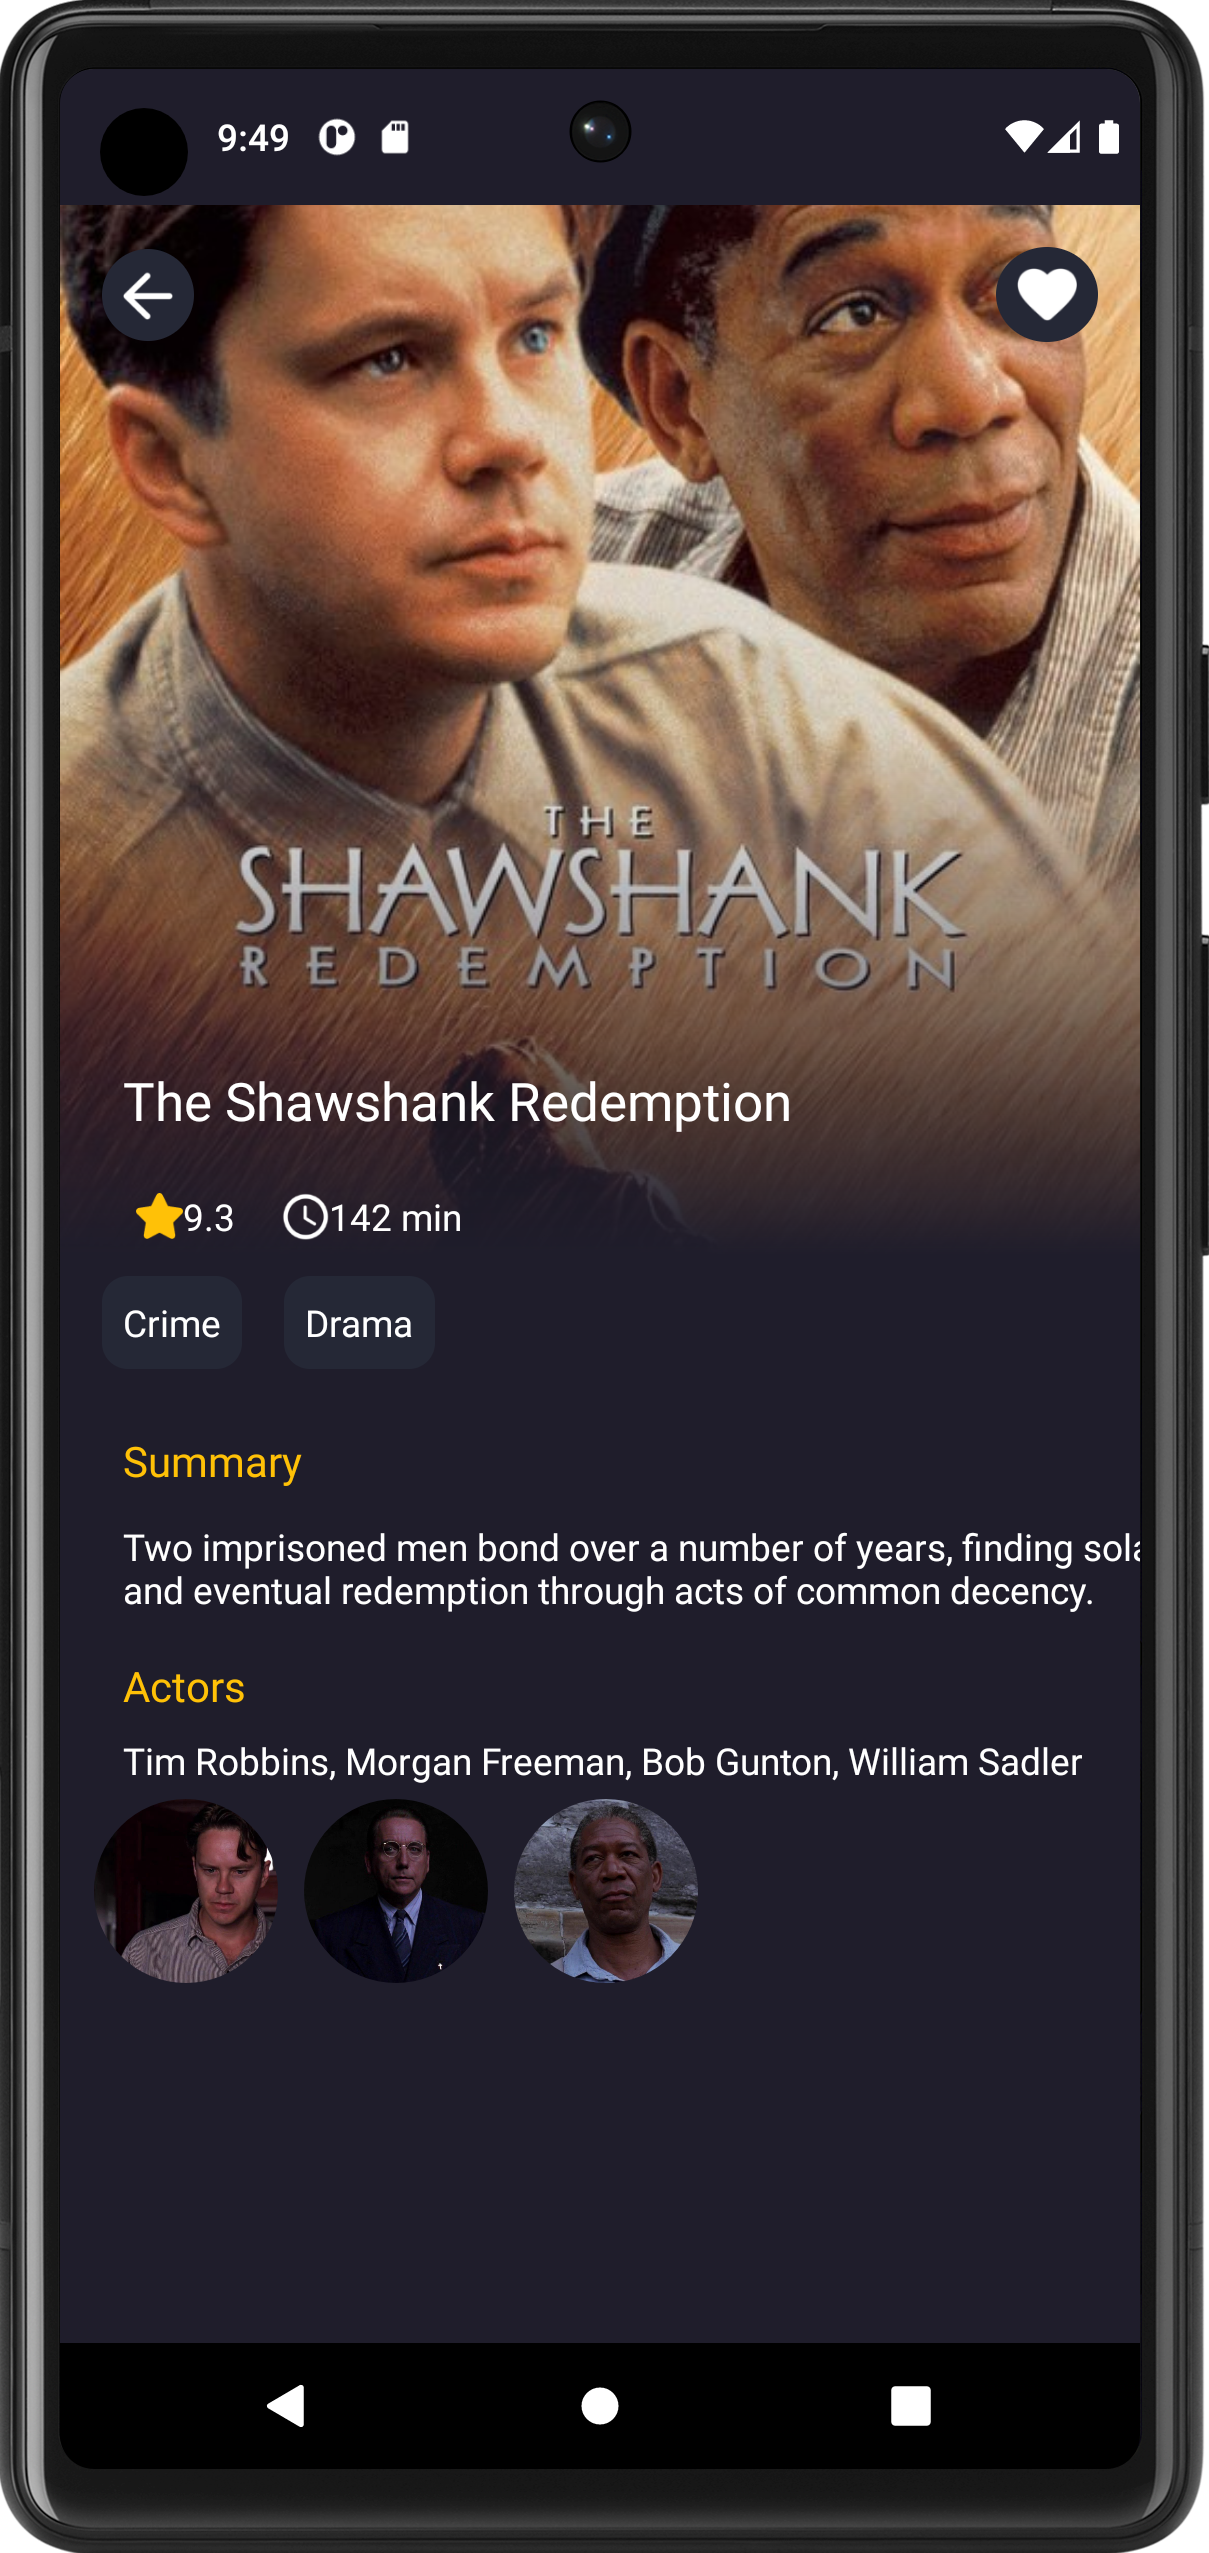 9:49
THE
SHAWSHANK
REDEMPTION
The Shawshank Redemption
9.3 142 min
Crime Drama
Summary
Two imprisoned men bond over a number of years, finding
and eventual redemption through acts of common decency.
Actors
Tim Robbins, Morgan Freeman, Bob Gunton, William Sadler